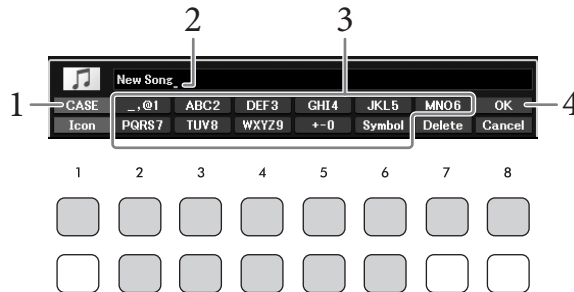 2
3
New Song_
1
CASE _,@1 ABC2 DEF3 GHI4 JKL5 MNO6 OK
4
Icon PQRS7 TUV8 WXYZ9 +-0 Symbol Delete Cancel
1 2 3 4 5 6 7 8